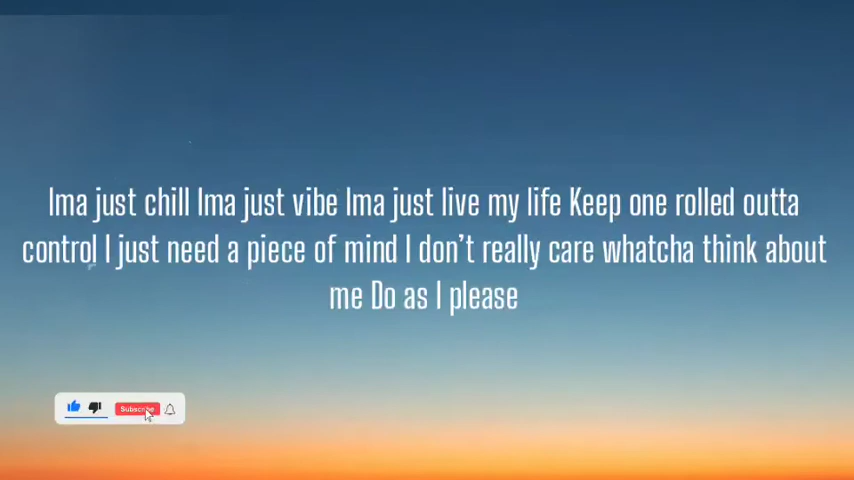 Ima just chill Ima just vibe Ima just live my life Keep one rolled outta
control I just need a piece of mind I don't really care whatcha think about
me Do as I please
Subscribe